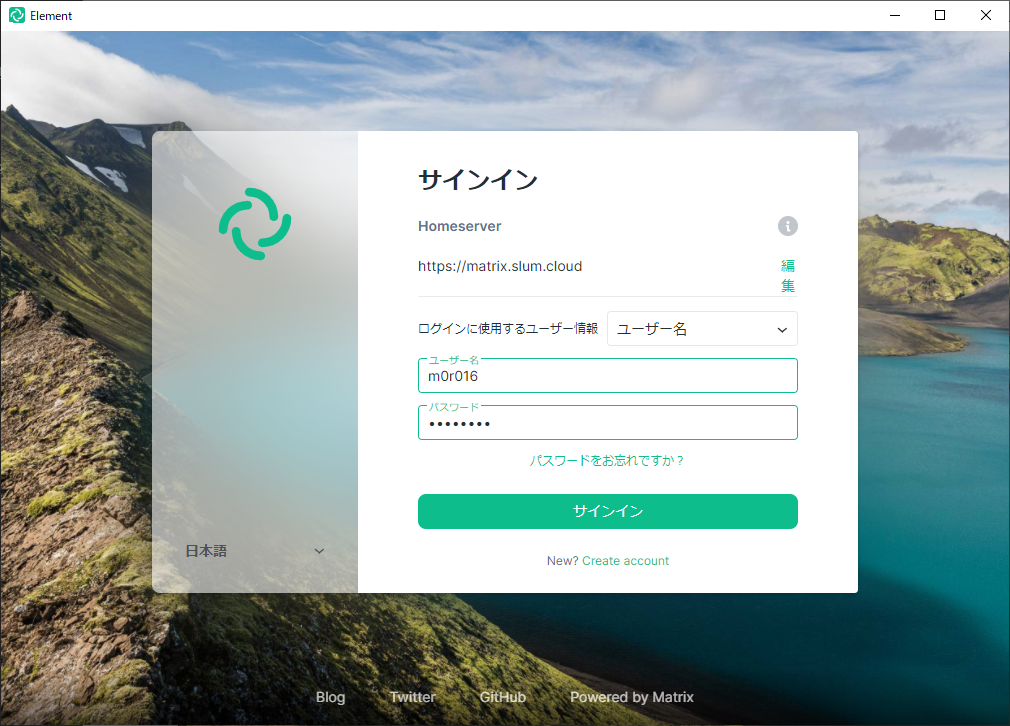 Element
サインイン
Homeserver
https://matrix.slum.cloud
編
集
ログインに使用するユーザー情報 ユーザー名
ユーザー名
m0r016
パスワード
••••••••
パスワードをお忘れですか？
サインイン
日本語
New? Create account
Blog Twitter GitHub Powered by Matrix